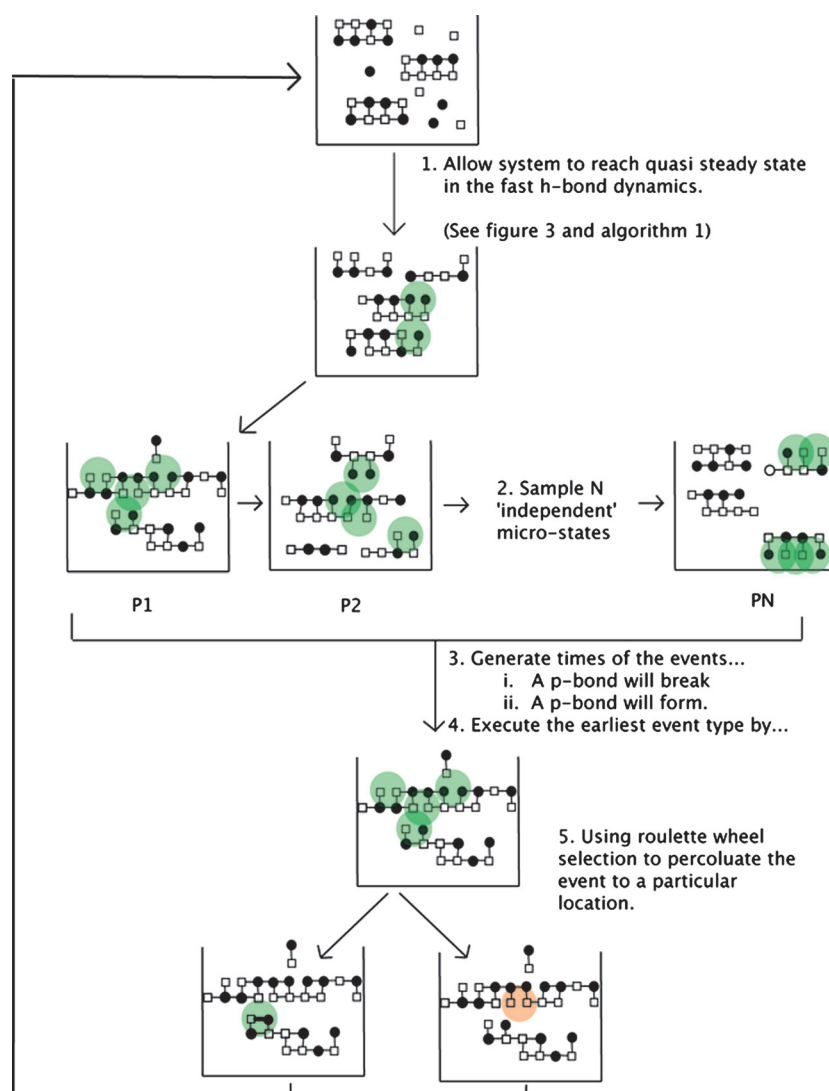 1. Allow system to reach quasi steady state
in the fast h-bond dynamics.
(See figure 3 and algorithm 1)
2. Sample N
'independent'
micro-states
P1
P2
PN
3. Generate times of the events...
i. A p-bond will break
ii. A p-bond will form.
4. Execute the earliest event type by...
5. Using roulette wheel
selection to percoluate the
event to a particular
location.